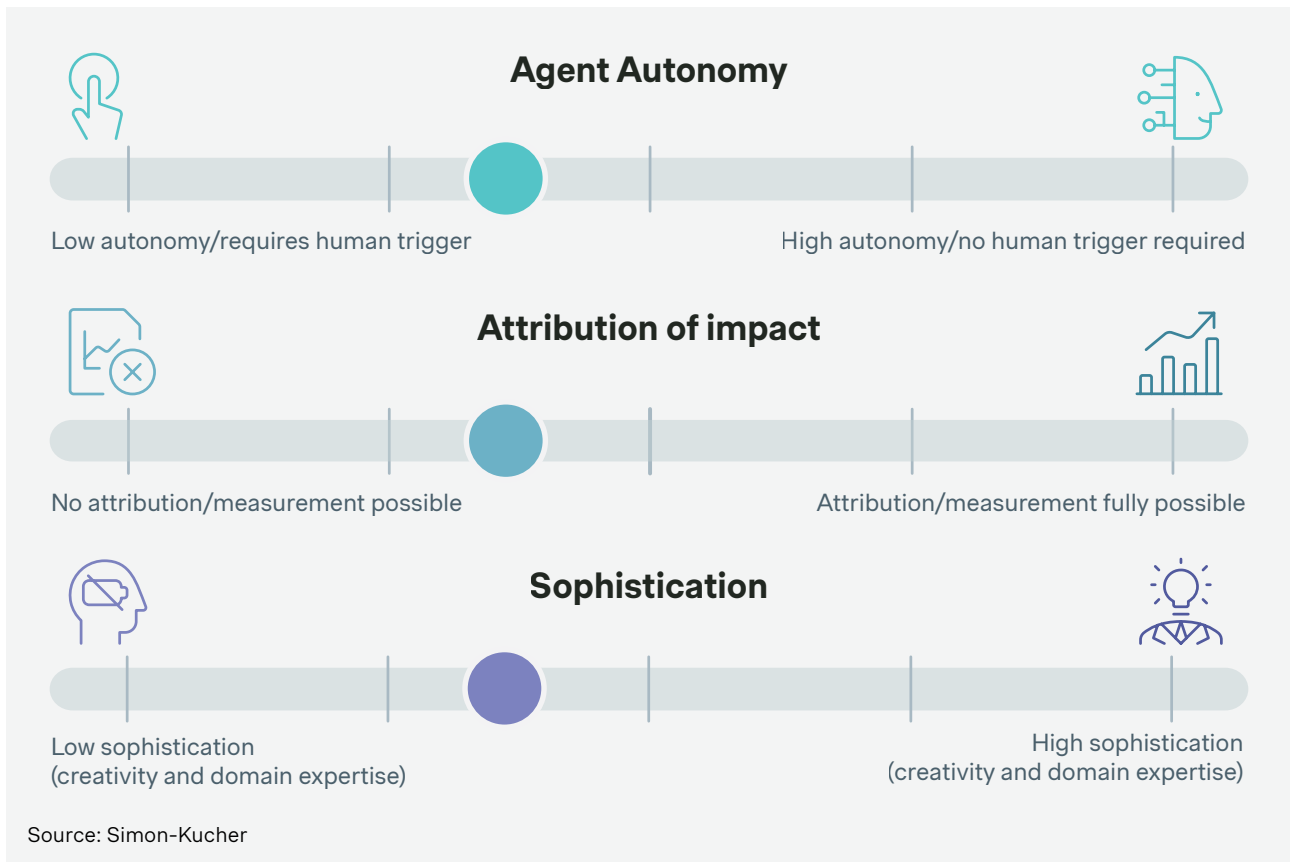 Agent Autonomy
Low autonomy/requires human trigger
High autonomy/no human trigger required
Attribution of impact
No attribution/measurement possible
Attribution/measurement fully possible
Sophistication
Low sophistication
(creativity and domain expertise)
High sophistication
(creativity and domain expertise)
Source: Simon-Kucher